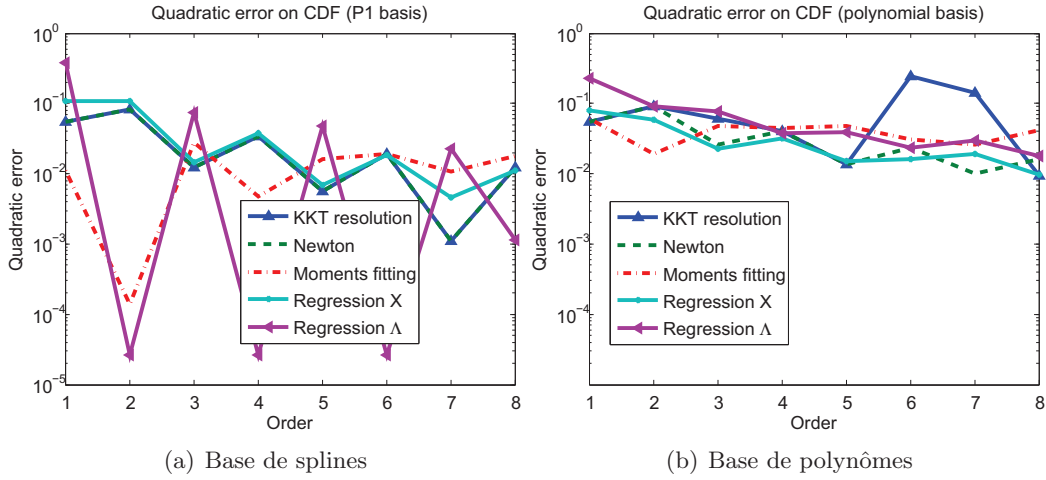 Quadratic error on CDF (P1 basis)
10^0
10^-1
10^-2
10^-3
10^-4
10^-5
Quadratic error
KKT resolution
Newton
Moments fitting
Regression X
Regression Λ
1 2 3 4 5 6 7 8
Order
(a) Base de splines
Quadratic error on CDF (polynomial basis)
10^0
10^-1
10^-2
10^-3
10^-4
10^-5
Quadratic error
KKT resolution
Newton
Moments fitting
Regression X
Regression Λ
1 2 3 4 5 6 7 8
Order
(b) Base de polynômes